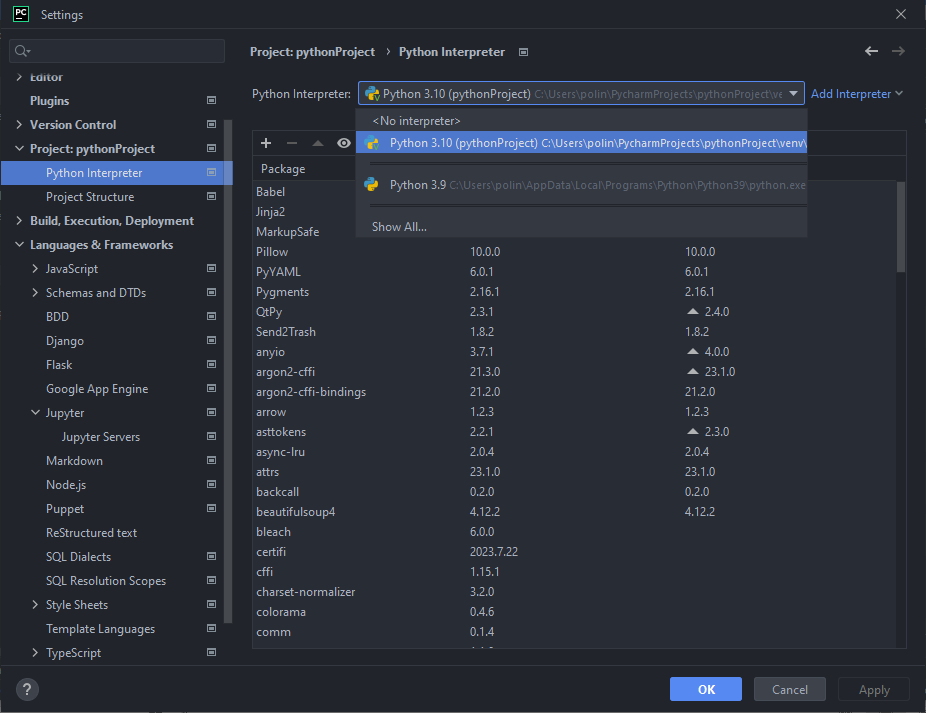 PC Settings
Project: pythonProject › Python Interpreter
Editor
Plugins
Version Control
Project: pythonProject
Python Interpreter
Project Structure
Build, Execution, Deployment
Languages & Frameworks
JavaScript
Schemas and DTDs
BDD
Django
Flask
Google App Engine
Jupyter
Jupyter Servers
Markdown
Node.js
Puppet
ReStructured text
SQL Dialects
SQL Resolution Scopes
Style Sheets
Template Languages
TypeScript
Python Interpreter: Python 3.10 (pythonProject) C:\Users\polin\PycharmProjects\pythonProject\ve Add Interpreter
<No interpreter>
Python 3.10 (pythonProject) C:\Users\polin\PycharmProjects\pythonProject\venv\
Python 3.9 C:\Users\polin\AppData\Local\Programs\Python\Python39\python.exe
Show All...
Package
Babel
Jinja2
MarkupSafe
Pillow 10.0.0 10.0.0
PyYAML 6.0.1 6.0.1
Pygments 2.16.1 2.16.1
QtPy 2.3.1 2.4.0
Send2Trash 1.8.2 1.8.2
anyio 3.7.1 4.0.0
argon2-cffi 21.3.0 23.1.0
argon2-cffi-bindings 21.2.0 21.2.0
arrow 1.2.3 1.2.3
asttokens 2.2.1 2.3.0
async-lru 2.0.4 2.0.4
attrs 23.1.0 23.1.0
backcall 0.2.0 0.2.0
beautifulsoup4 4.12.2 4.12.2
bleach 6.0.0
certifi 2023.7.22
cffi 1.15.1
charset-normalizer 3.2.0
colorama 0.4.6
comm 0.1.4
? OK Cancel Apply